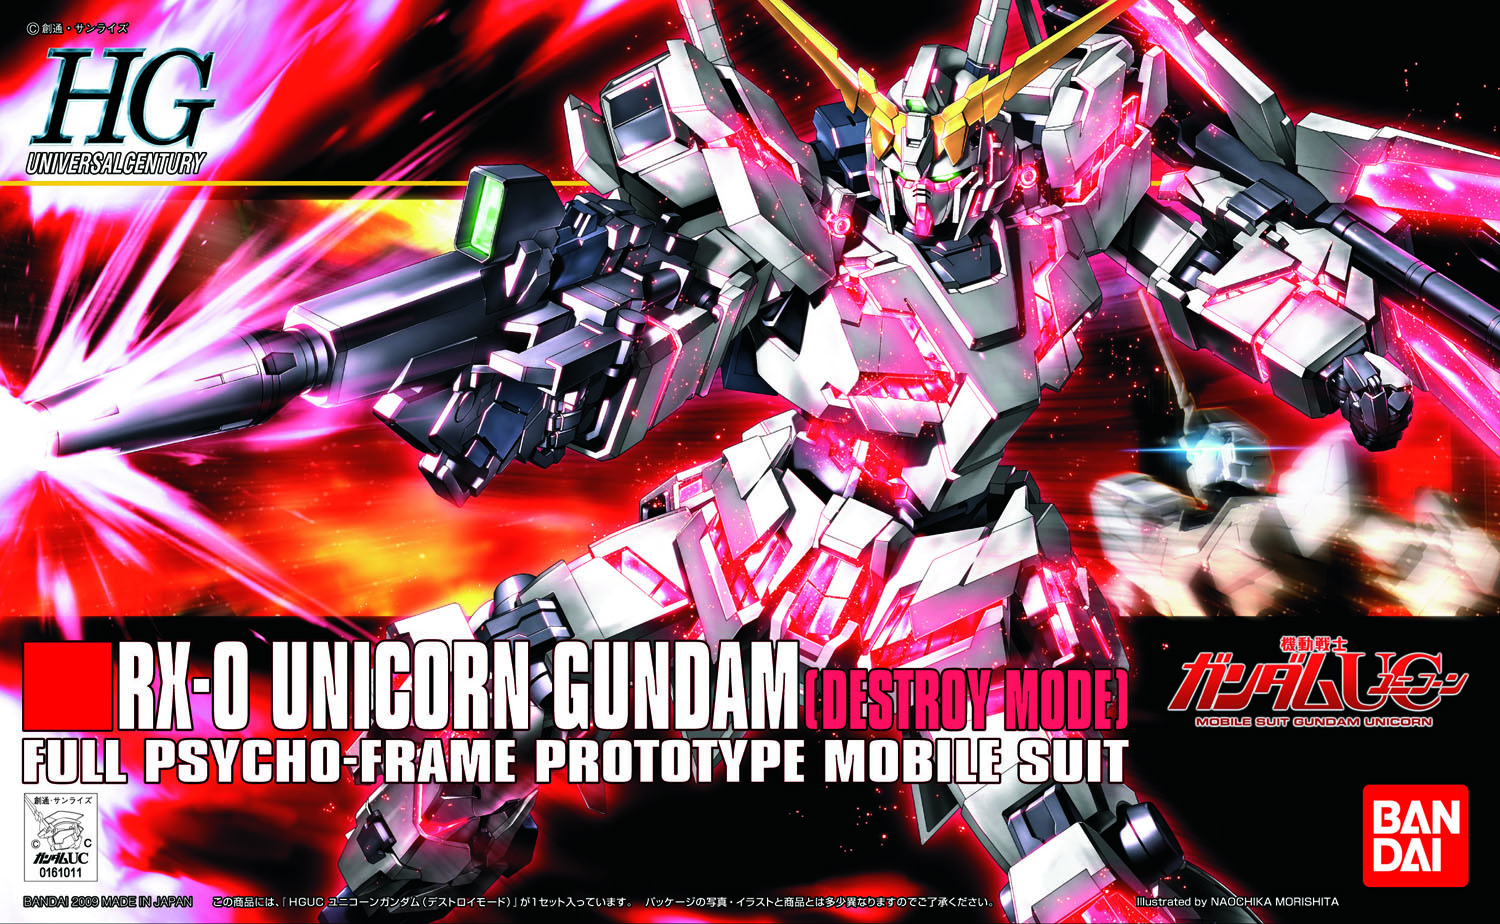 © 創通・サンライズ
HG
UNIVERSAL CENTURY
RX-0 UNICORN GUNDAM [DESTROY MODE]
FULL PSYCHO-FRAME PROTOTYPE MOBILE SUIT
機動戦士
ガンダムUC ユニコーン
MOBILE SUIT GUNDAM UNICORN
創通・サンライズ
© C
ガンダムUC
0161011
BAN
DAI
BANDAI 2009 MADE IN JAPAN
この商品には、「HGUC ユニコーンガンダム(デストロイモード)」が1セット入っています。 パッケージの写真・イラストと商品とは多少異なりますのでご了承ください。
Illustrated by NAOCHIKA MORISHITA